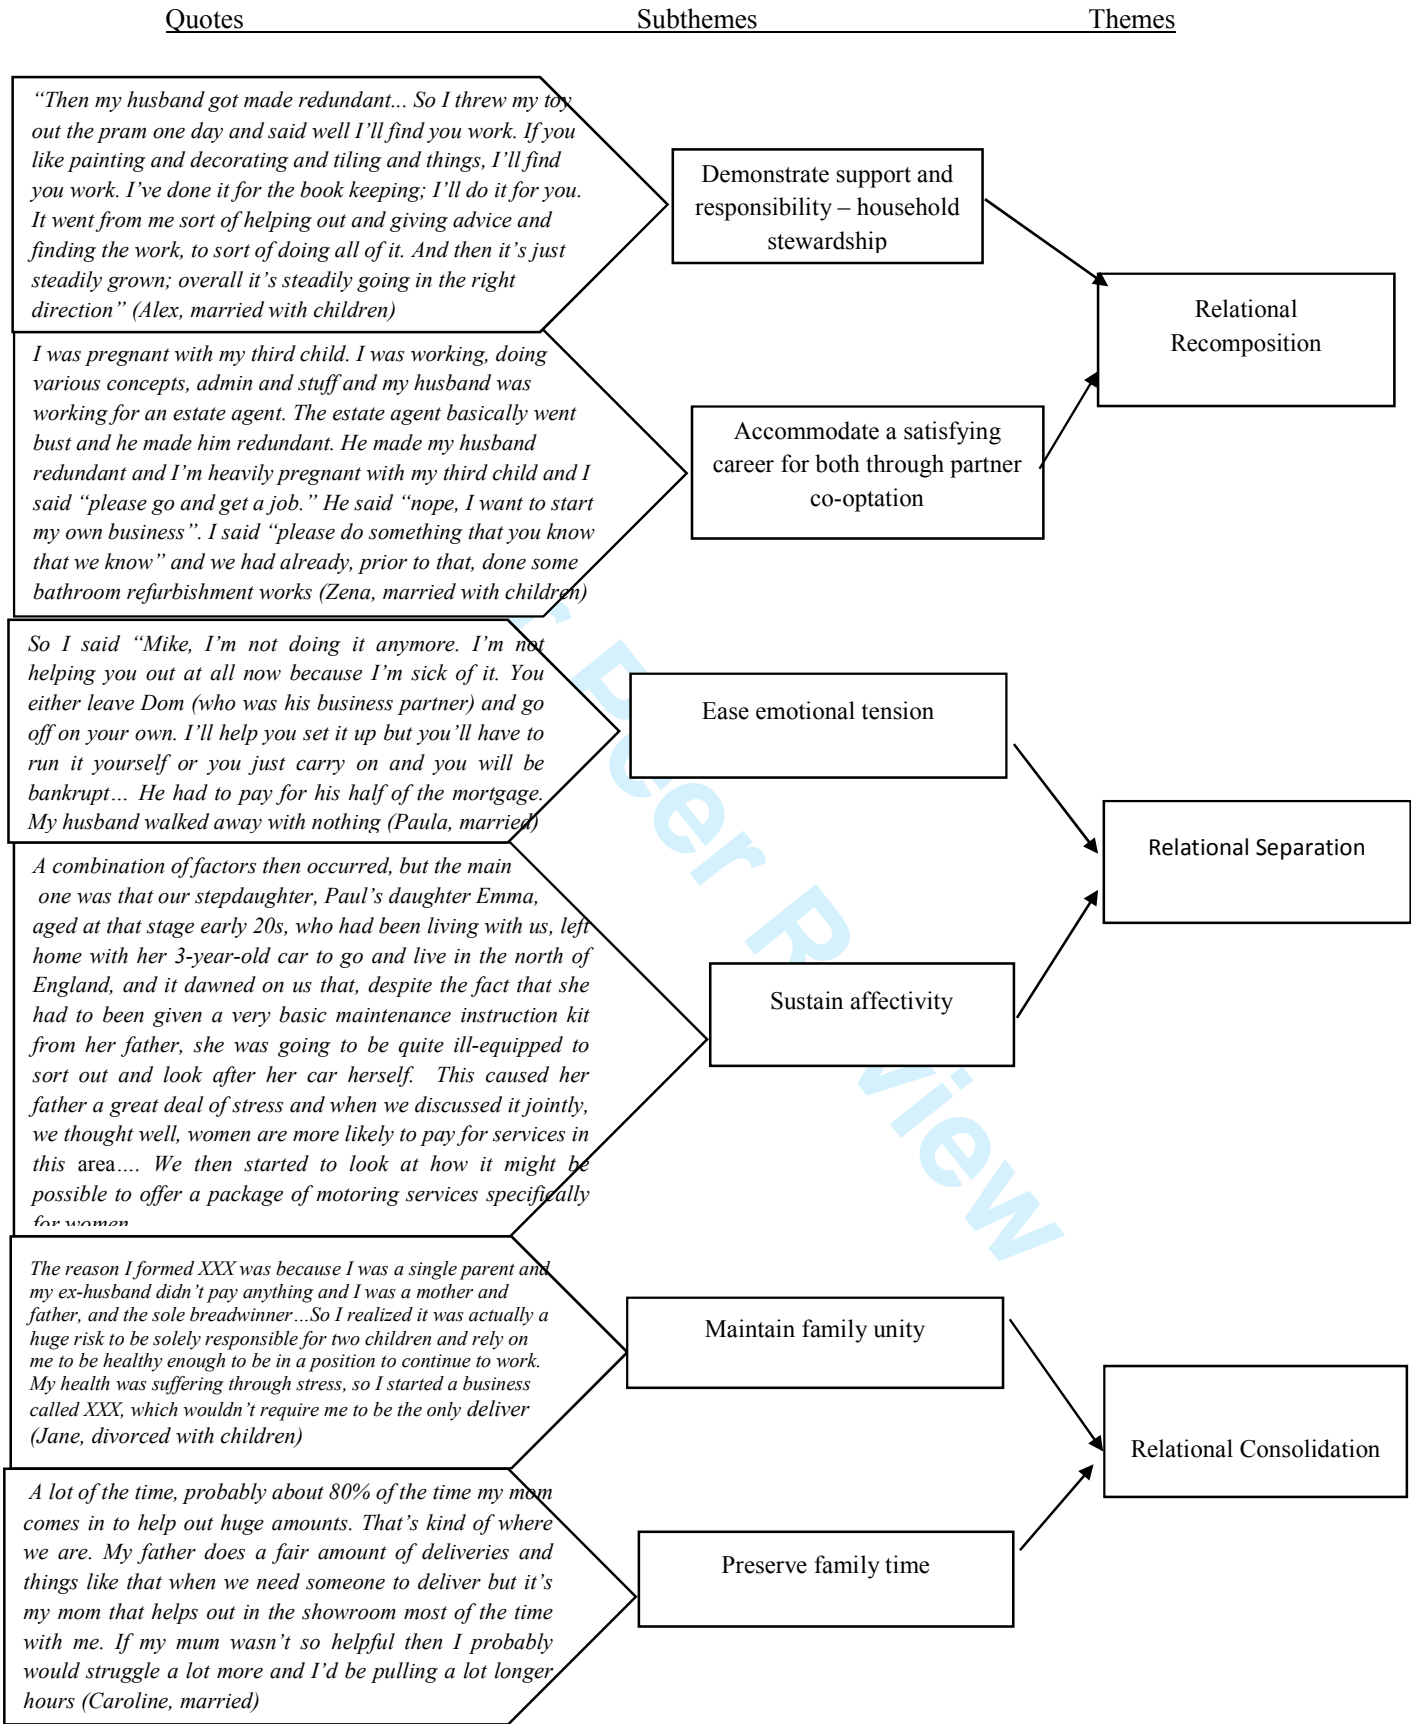 Quotes Subthemes Themes
“Then my husband got made redundant... So I threw my toy
out the pram one day and said well I’ll find you work. If you
like painting and decorating and tiling and things, I’ll find
you work. I’ve done it for the book keeping; I’ll do it for you.
It went from me sort of helping out and giving advice and
finding the work, to sort of doing all of it. And then it’s just
steadily grown; overall it’s steadily going in the right
direction” (Alex, married with children)
Demonstrate support and
responsibility – household
stewardship
Relational
Recomposition
I was pregnant with my third child. I was working, doing
various concepts, admin and stuff and my husband was
working for an estate agent. The estate agent basically went
bust and he made him redundant. He made my husband
redundant and I’m heavily pregnant with my third child and I
said “please go and get a job.” He said “nope, I want to start
my own business”. I said “please do something that you know
that we know” and we had already, prior to that, done some
bathroom refurbishment works (Zena, married with children)
Accommodate a satisfying
career for both through partner
co-optation
So I said “Mike, I’m not doing it anymore. I’m not
helping you out at all now because I’m sick of it. You
either leave Dom (who was his business partner) and go
off on your own. I’ll help you set it up but you’ll have to
run it yourself or you just carry on and you will be
bankrupt… He had to pay for his half of the mortgage.
My husband walked away with nothing (Paula, married)
Ease emotional tension
Relational Separation
A combination of factors then occurred, but the main
one was that our stepdaughter, Paul’s daughter Emma,
aged at that stage early 20s, who had been living with us, left
home with her 3-year-old car to go and live in the north of
England, and it dawned on us that, despite the fact that she
had to been given a very basic maintenance instruction kit
from her father, she was going to be quite ill-equipped to
sort out and look after her car herself. This caused her
father a great deal of stress and when we discussed it jointly,
we thought well, women are more likely to pay for services in
this area…. We then started to look at how it might be
possible to offer a package of motoring services specifically
for women
Sustain affectivity
The reason I formed XXX was because I was a single parent and
my ex-husband didn’t pay anything and I was a mother and
father, and the sole breadwinner…So I realized it was actually a
huge risk to be solely responsible for two children and rely on
me to be healthy enough to be in a position to continue to work.
My health was suffering through stress, so I started a business
called XXX, which wouldn’t require me to be the only deliver
(Jane, divorced with children)
Maintain family unity
Relational Consolidation
A lot of the time, probably about 80% of the time my mom
comes in to help out huge amounts. That’s kind of where
we are. My father does a fair amount of deliveries and
things like that when we need someone to deliver but it’s
my mom that helps out in the showroom most of the time
with me. If my mum wasn’t so helpful then I probably
would struggle a lot more and I’d be pulling a lot longer
hours (Caroline, married)
Preserve family time
Peer Review